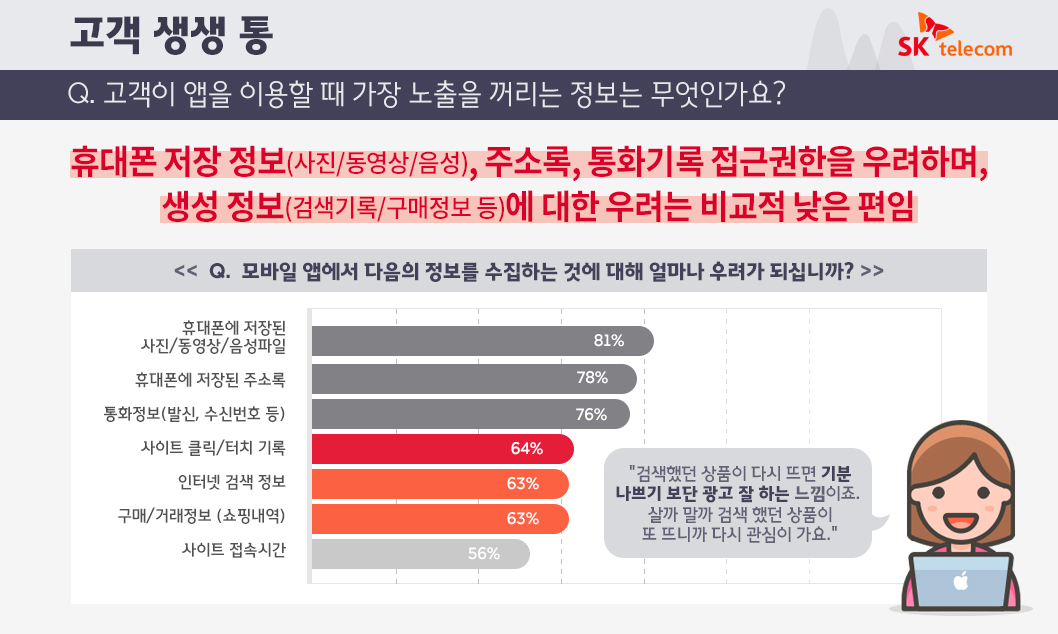 고객 생생 통
SK telecom
Q. 고객이 앱을 이용할 때 가장 노출을 꺼리는 정보는 무엇인가요?
휴대폰 저장 정보(사진/동영상/음성), 주소록, 통화기록 접근권한을 우려하며,
생성 정보(검색기록/구매정보 등)에 대한 우려는 비교적 낮은 편임
<< Q. 모바일 앱에서 다음의 정보를 수집하는 것에 대해 얼마나 우려가 되십니까? >>
휴대폰에 저장된
사진/동영상/음성파일
81%
휴대폰에 저장된 주소록
78%
통화정보(발신, 수신번호 등)
76%
사이트 클릭/터치 기록
64%
인터넷 검색 정보
63%
구매/거래정보 (쇼핑내역)
63%
사이트 접속시간
56%
"검색했던 상품이 다시 뜨면 기분
나쁘기 보단 광고 잘 하는 느낌이죠.
살까 말까 검색 했던 상품이
또 뜨니까 다시 관심이 가요."